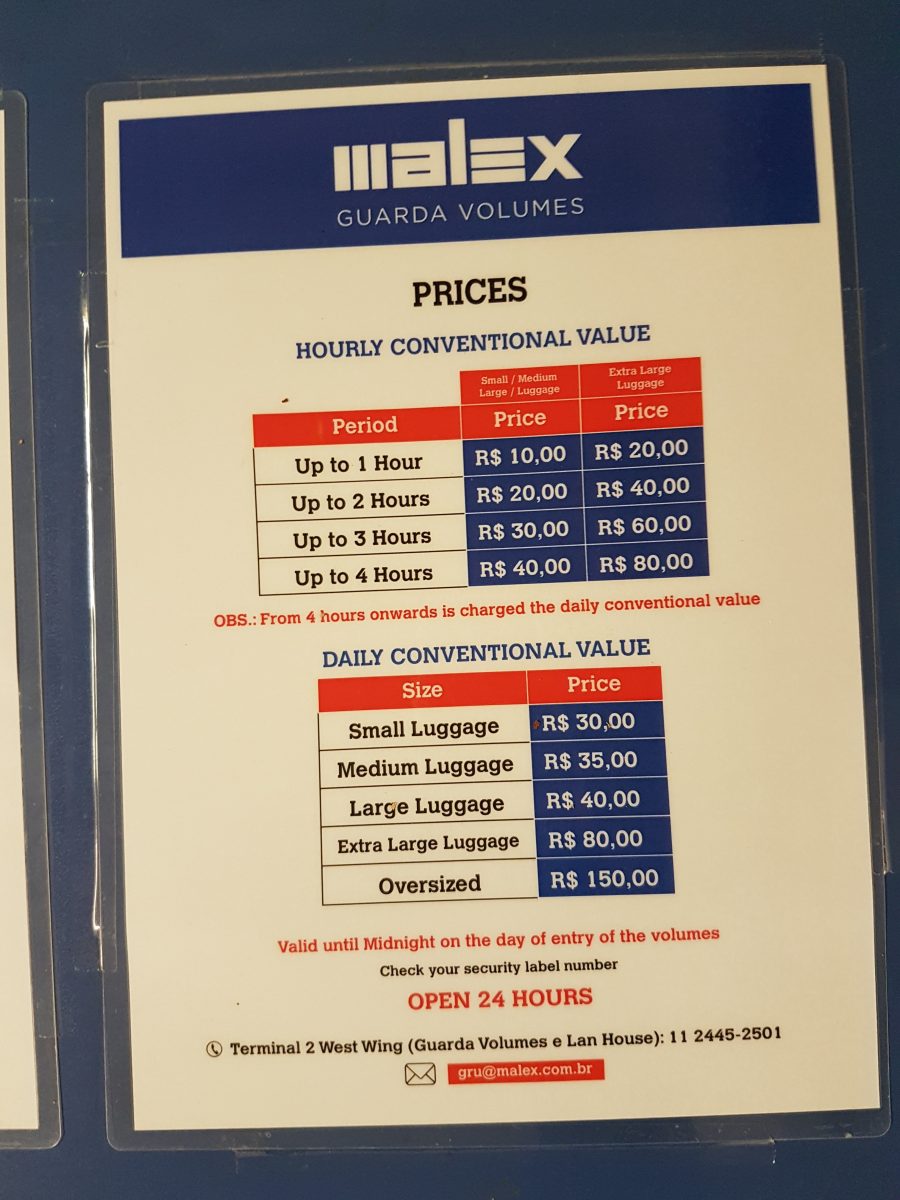 malex
GUARDA VOLUMES
PRICES
HOURLY CONVENTIONAL VALUE
Small / Medium
Large / Luggage
Extra Large
Luggage
Period Price Price
Up to 1 Hour R$ 10,00 R$ 20,00
Up to 2 Hours R$ 20,00 R$ 40,00
Up to 3 Hours R$ 30,00 R$ 60,00
Up to 4 Hours R$ 40,00 R$ 80,00
OBS.: From 4 hours onwards is charged the daily conventional value
DAILY CONVENTIONAL VALUE
Size Price
Small Luggage R$ 30,00
Medium Luggage R$ 35,00
Large Luggage R$ 40,00
Extra Large Luggage R$ 80,00
Oversized R$ 150,00
Valid until Midnight on the day of entry of the volumes
Check your security label number
OPEN 24 HOURS
Terminal 2 West Wing (Guarda Volumes e Lan House): 11 2445-2501
gru@malex.com.br